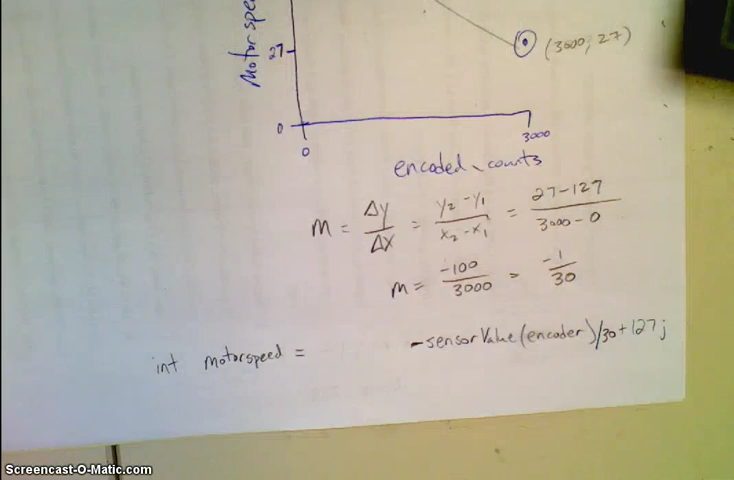 Motor spe
27
(3000, 27)
0
0
3000
encoded counts
m = Δy/Δx = y₂-y₁/x₂-x₁ = 27-127/3000-0
m = -100/3000 = -1/30
int motorspeed = -sensorValue(encoder)/30+127;
Screencast-O-Matic.com